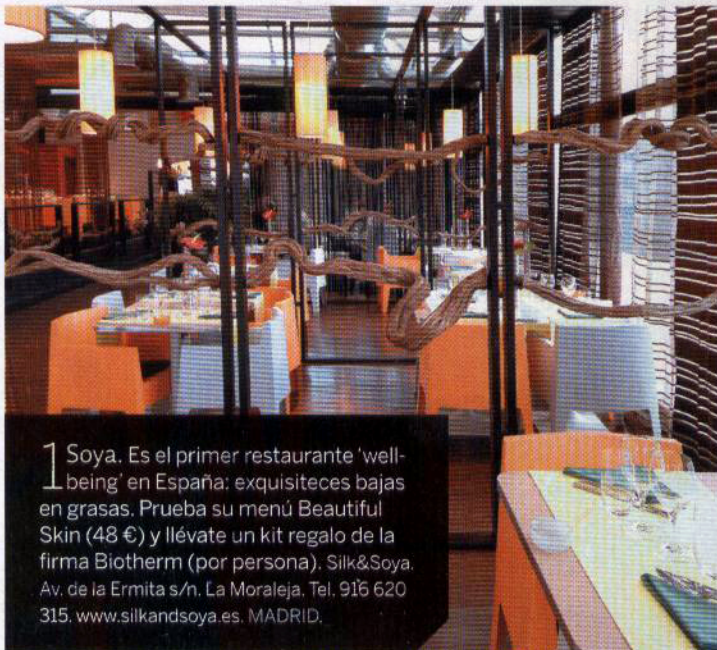 1 Soya. Es el primer restaurante ‘well-
being’ en España: exquisiteces bajas
en grasas. Prueba su menú Beautiful
Skin (48 €) y llévate un kit regalo de la
firma Biotherm (por persona). Silk&Soya.
Av. de la Ermita s/n. La Moraleja. Tel. 916 620
315. www.silkandsoya.es. MADRID.